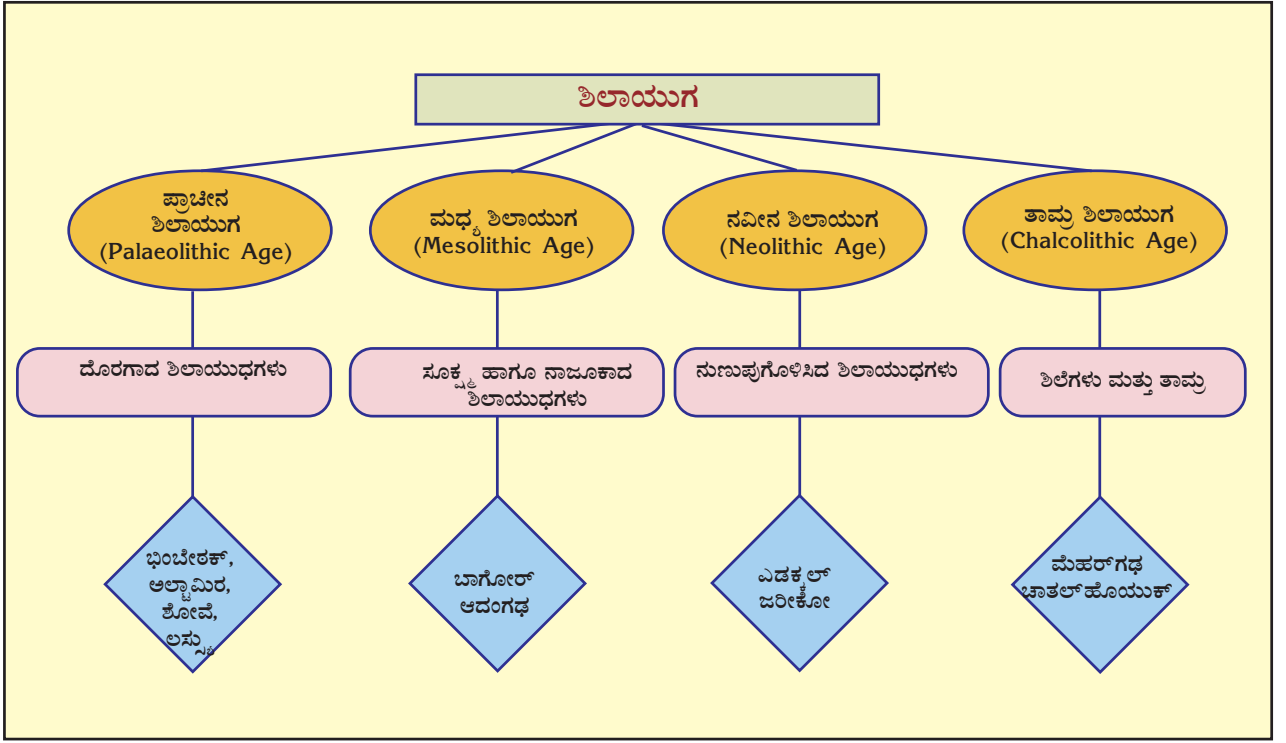 ಶಿಲಾಯುಗ
ಪ್ರಾಚೀನ
ಶಿಲಾಯುಗ
(Palaeolithic Age)
ಮಧ್ಯ ಶಿಲಾಯುಗ
(Mesolithic Age)
ನವೀನ ಶಿಲಾಯುಗ
(Neolithic Age)
ತಾಮ್ರ ಶಿಲಾಯುಗ
(Chalcolithic Age)
ದೊರಗಾದ ಶಿಲಾಯುಧಗಳು
ಸೂಕ್ಷ್ಮ ಹಾಗೂ ನಾಜೂಕಾದ
ಶಿಲಾಯುಧಗಳು
ನುಣುಪುಗೊಳಿಸಿದ ಶಿಲಾಯುಧಗಳು
ಶಿಲೆಗಳು ಮತ್ತು ತಾಮ್ರ
ಭಿಂಬೇಠಕ್,
ಅಲ್ಟಾಮಿರ,
ಶೋವೆ,
ಬಾಗೋರ್
ಆದಂಗಢ
ಎಡಕ್ಕಲ್
ಜರೀಕೋ
ಮೆಹರ್‌ಗಢ
ಚಾತಲ್‌ಹೊಯುಕ್